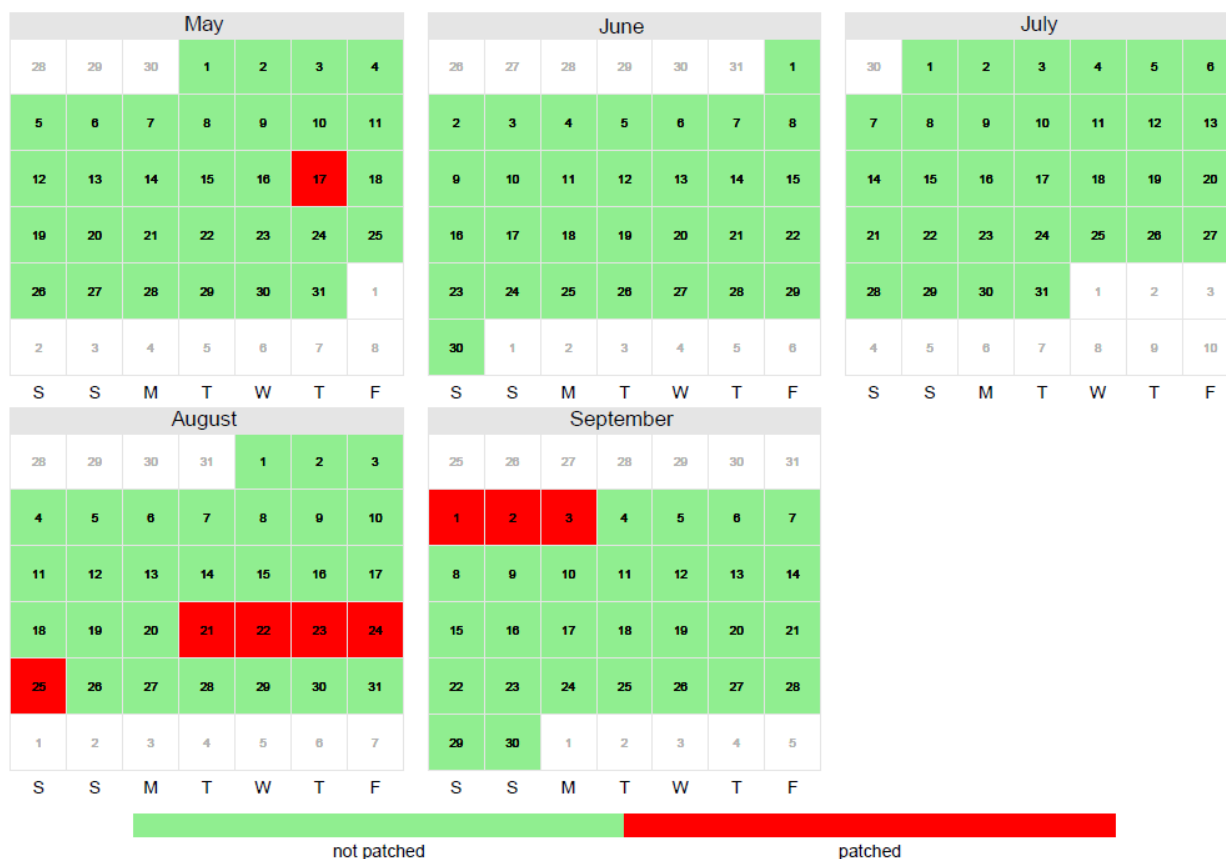 May
28 29 30 1 2 3 4
5 6 7 8 9 10 11
12 13 14 15 16 17 18
19 20 21 22 23 24 25
26 27 28 29 30 31 1
2 3 4 5 6 7 8
S S M T W T F
June
26 27 28 29 30 31 1
2 3 4 5 6 7 8
9 10 11 12 13 14 15
16 17 18 19 20 21 22
23 24 25 26 27 28 29
30 1 2 3 4 5 6
S S M T W T F
July
30 1 2 3 4 5 6
7 8 9 10 11 12 13
14 15 16 17 18 19 20
21 22 23 24 25 26 27
28 29 30 31 1 2 3
4 5 6 7 8 9 10
S S M T W T F
August
28 29 30 31 1 2 3
4 5 6 7 8 9 10
11 12 13 14 15 16 17
18 19 20 21 22 23 24
25 26 27 28 29 30 31
1 2 3 4 5 6 7
S S M T W T F
September
25 26 27 28 29 30 31
1 2 3 4 5 6 7
8 9 10 11 12 13 14
15 16 17 18 19 20 21
22 23 24 25 26 27 28
29 30 1 2 3 4 5
S S M T W T F
not patched patched